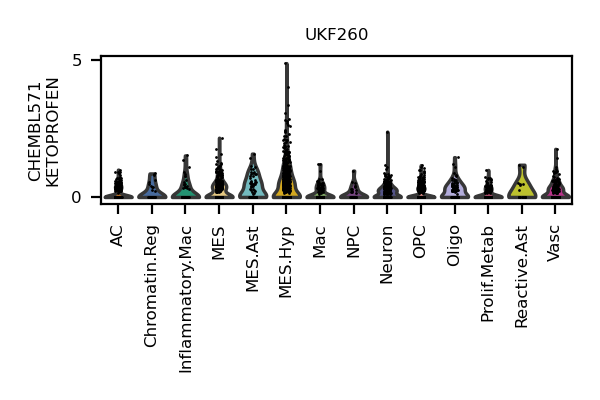 UKF260
CHEMBL571
KETOPROFEN
5
0
AC
Chromatin.Reg
Inflammatory.Mac
MES
MES.Ast
MES.Hyp
Mac
NPC
Neuron
OPC
Oligo
Prolif.Metab
Reactive.Ast
Vasc